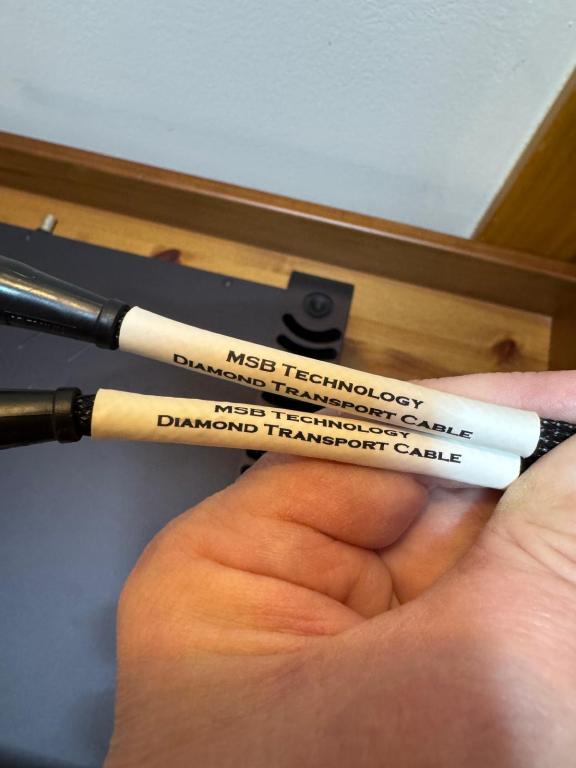 MSB Technology
Diamond Transport Cable
MSB Technology
Diamond Transport Cable